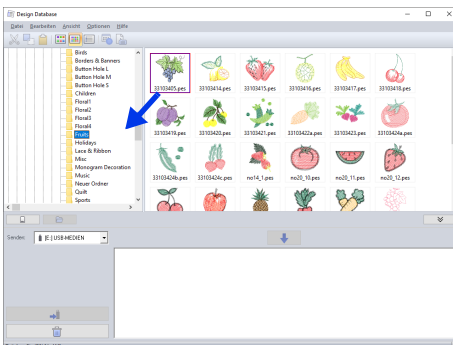 Design Database
Datei Bearbeiten Ansicht Optionen Hilfe
Birds
Borders & Banners
Button Hole L
Button Hole M
Button Hole S
Children
Floral1
Floral2
Floral3
Floral4
Fruits
Holidays
Lace & Ribbon
Misc
Monogram Decoration
Music
Neuer Ordner
Quilt
Sports
33103405.pes 33103414.pes 33103415.pes 33103416.pes 33103417.pes 33103418.pes
33103419.pes 33103420.pes 33103421.pes 33103422a.pes 33103423.pes 33103424a.pes
33103424b.pes 33103424c.pes no14_1.pes no20_10.pes no20_11.pes no20_12.pes
Senden: [E:] USB-MEDIEN